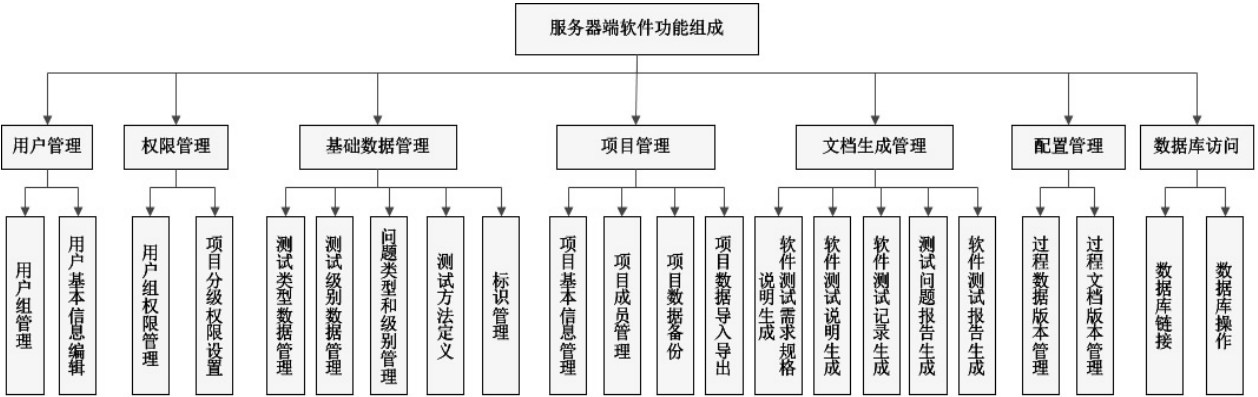 服务器端软件功能组成
用户管理
权限管理
基础数据管理
项目管理
文档生成管理
配置管理
数据库访问
用户组管理
用户基本信息编辑
用户组权限管理
项目分级权限设置
测试类型数据管理
测试级别数据管理
问题类型和级别管理
测试方法定义
标识管理
项目基本信息管理
项目成员管理
项目数据备份
项目数据导入导出
软件测试需求规格
说明生成
软件测试说明生成
软件测试记录生成
测试问题报告生成
软件测试报告生成
过程数据版本管理
过程文档版本管理
数据库链接
数据库操作